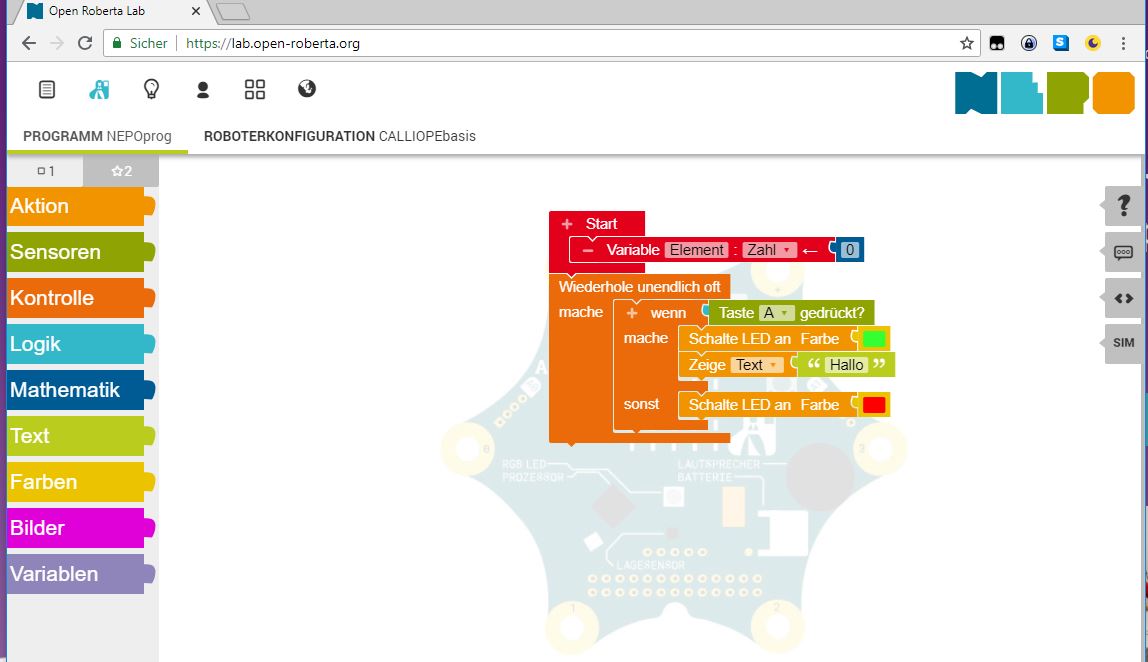 Open Roberta Lab
Sicher https://lab.open-roberta.org
NEPO
PROGRAMM NEPOprog ROBOTERKONFIGURATION CALLIOPEbasis
1 2
Aktion
Sensoren
Kontrolle
Logik
Mathematik
Text
Farben
Bilder
Variablen
+ Start
− Variable Element : Zahl ← 0
Wiederhole unendlich oft
mache + wenn Taste A gedrückt?
mache Schalte LED an Farbe
Zeige Text “ Hallo ”
sonst Schalte LED an Farbe
A
+
0 3
RGB LED LAUTSPRECHER
PROZESSOR BATTERIE
LAGESENSOR
1 2
?
SIM